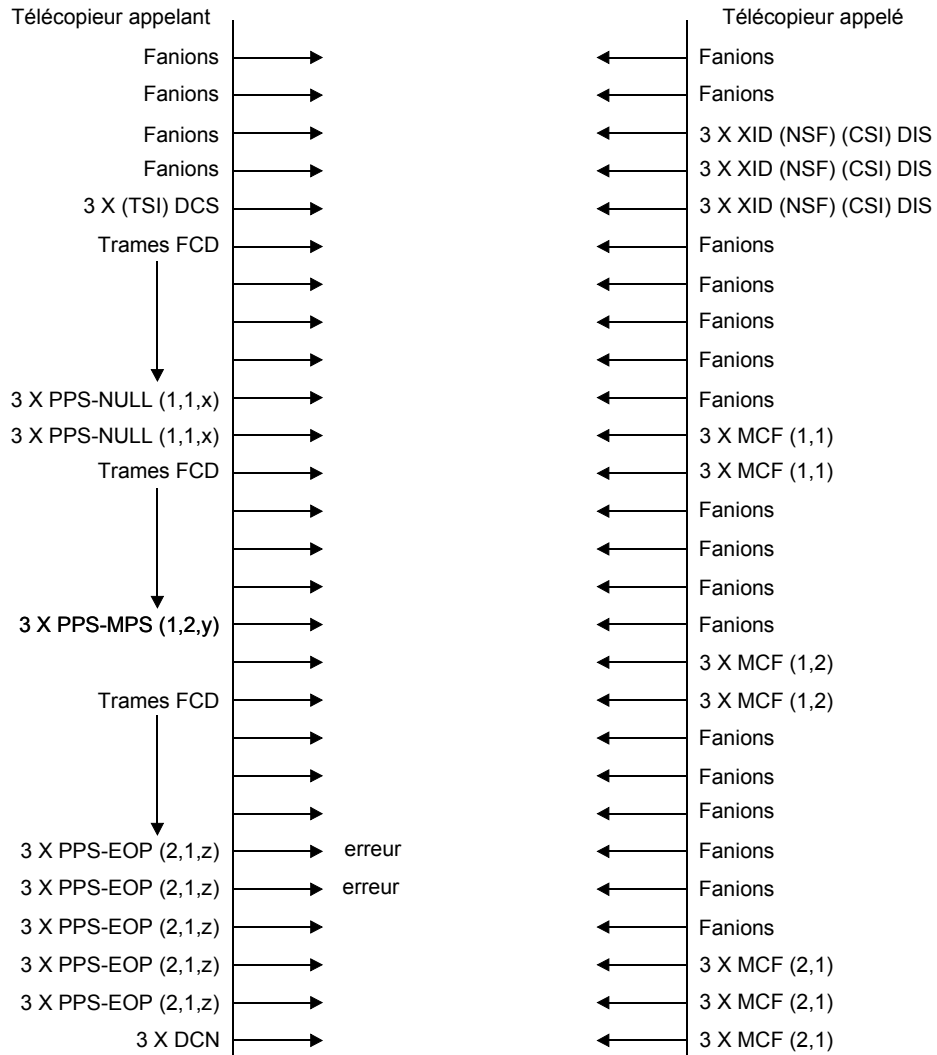 Télécopieur appelant Télécopieur appelé
Fanions Fanions
Fanions Fanions
Fanions 3 X XID (NSF) (CSI) DIS
Fanions 3 X XID (NSF) (CSI) DIS
3 X (TSI) DCS 3 X XID (NSF) (CSI) DIS
Trames FCD Fanions
Fanions
Fanions
Fanions
3 X PPS-NULL (1,1,x) Fanions
3 X PPS-NULL (1,1,x) 3 X MCF (1,1)
Trames FCD 3 X MCF (1,1)
Fanions
Fanions
Fanions
3 X PPS-MPS (1,2,y) Fanions
3 X MCF (1,2)
Trames FCD 3 X MCF (1,2)
Fanions
Fanions
Fanions
3 X PPS-EOP (2,1,z) erreur Fanions
3 X PPS-EOP (2,1,z) erreur Fanions
3 X PPS-EOP (2,1,z) Fanions
3 X PPS-EOP (2,1,z) 3 X MCF (2,1)
3 X PPS-EOP (2,1,z) 3 X MCF (2,1)
3 X DCN 3 X MCF (2,1)